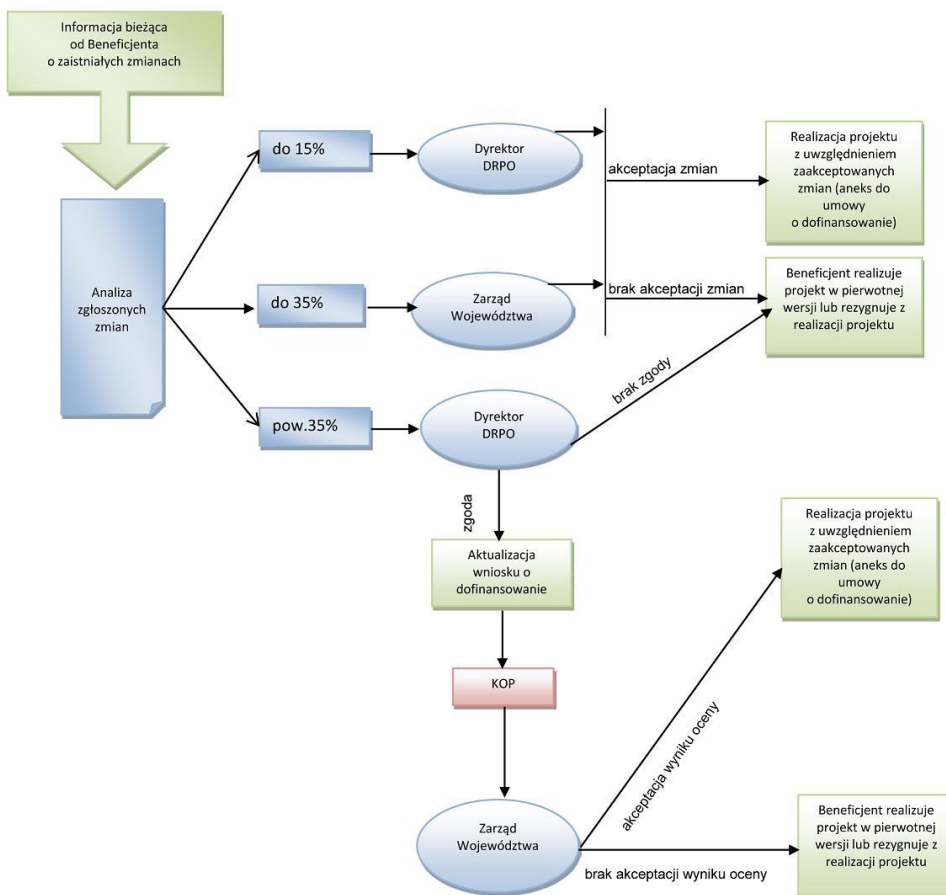 Informacja bieżąca
od Beneficjenta
o zaistniałych zmianach
do 15%
Dyrektor
DRPO
akceptacja zmian
Realizacja projektu
z uwzględnieniem
zaakceptowanych
zmian (aneks do
umowy
o dofinansowanie)
Analiza
zgłoszonych
zmian
do 35%
Zarząd
Województwa
brak akceptacji zmian
Beneficjent realizuje
projekt w pierwotnej
wersji lub rezygnuje z
realizacji projektu
pow.35%
Dyrektor
DRPO
brak zgody
zgoda
Aktualizacja
wniosku o
dofinansowanie
KOP
Zarząd
Województwa
akceptacja wyniku oceny
Realizacja projektu
z uwzględnieniem
zaakceptowanych
zmian (aneks do
umowy
o dofinansowanie)
brak akceptacji wyniku oceny
Beneficjent realizuje
projekt w pierwotnej
wersji lub rezygnuje z
realizacji projektu